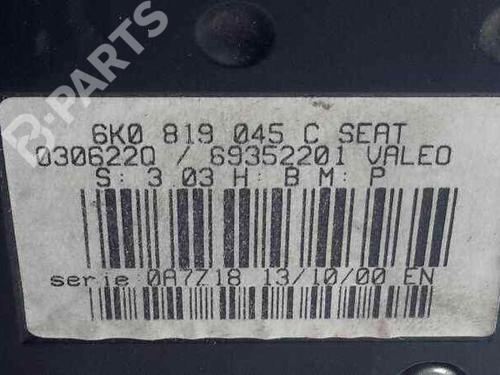 B-PARTS
6K0 819 045 C SEAT
030622Q / 69352201 VALEO
S: 3 03 H: B M: P
serie 0A7Z18 13/10/00 EN